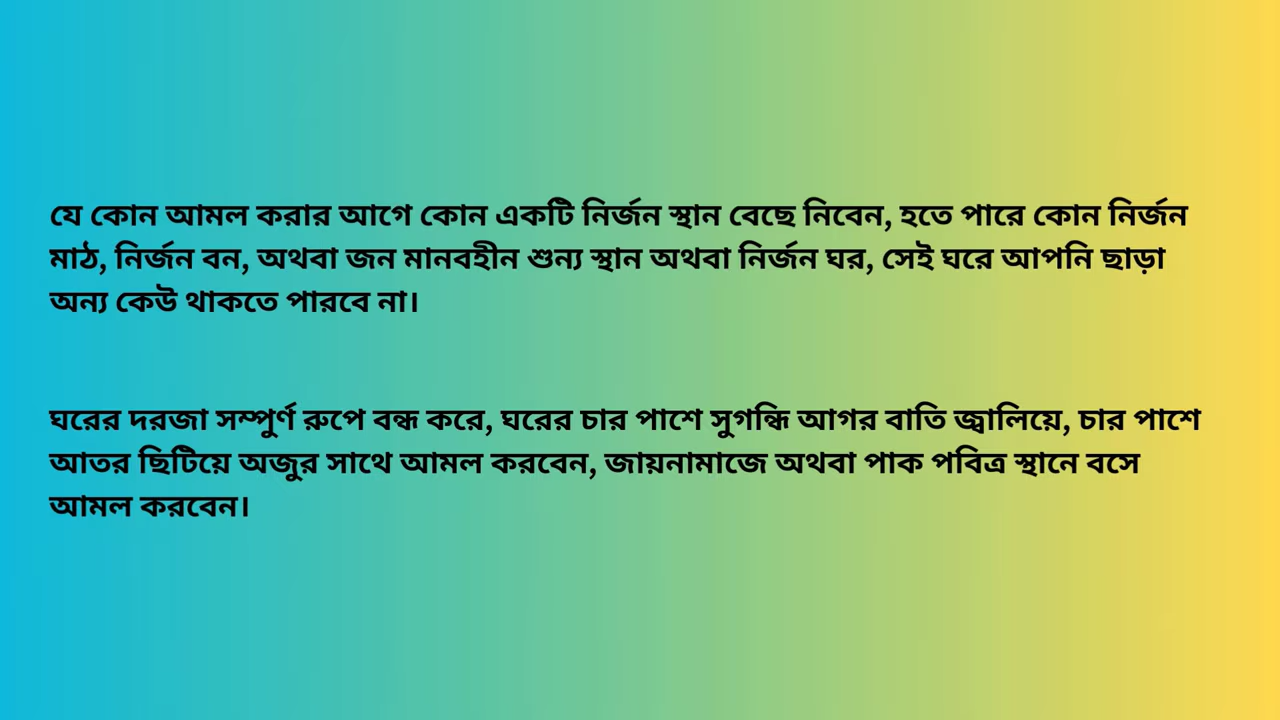 যে কোন আমল করার আগে কোন একটি নির্জন স্থান বেছে নিবেন, হতে পারে কোন নির্জন
মাঠ, নির্জন বন, অথবা জন মানবহীন শুন্য স্থান অথবা নির্জন ঘর, সেই ঘরে আপনি ছাড়া
অন্য কেউ থাকতে পারবে না।
ঘরের দরজা সম্পুর্ণ রুপে বন্ধ করে, ঘরের চার পাশে সুগন্ধি আগর বাতি জ্বালিয়ে, চার পাশে
আতর ছিটিয়ে অজুর সাথে আমল করবেন, জায়নামাজে অথবা পাক পবিত্র স্থানে বসে
আমল করবেন।